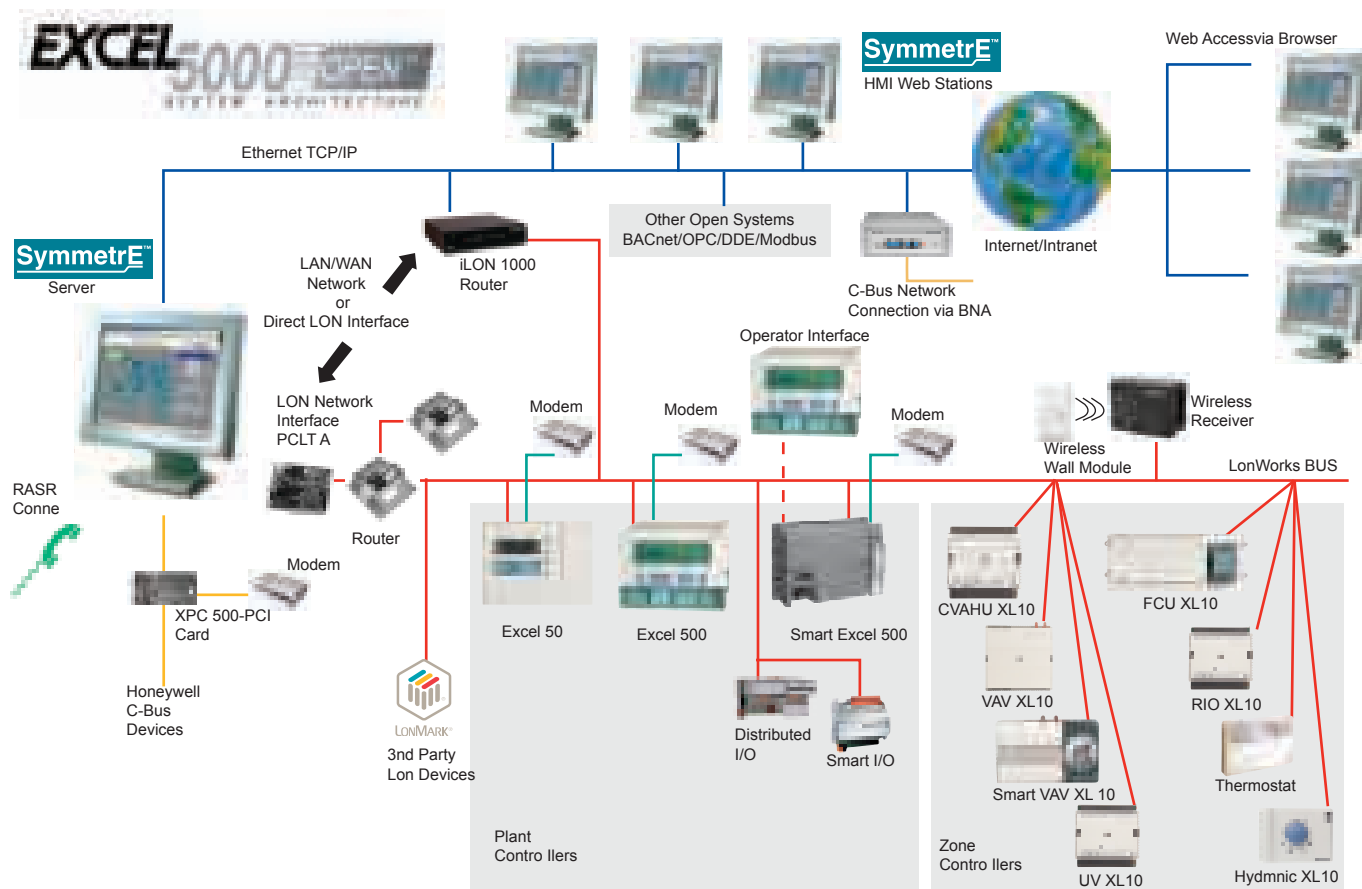 EXCEL 5000 OPEN™
SYSTEM ARCHITECTURE
SymmetrE™
HMI Web Stations
Web Accessvia Browser
Ethernet TCP/IP
Other Open Systems
BACnet/OPC/DDE/Modbus
Internet/Intranet
SymmetrE™
Server
LAN/WAN
Network
or
Direct LON Interface
iLON 1000
Router
C-Bus Network
Connection via BNA
Operator Interface
LON Network
Interface
PCLT A
Modem
Modem
Modem
Wireless
Receiver
Wireless
Wall Module
LonWorks BUS
RASR
Conne
Router
Modem
XPC 500-PCI
Card
Honeywell
C-Bus
Devices
LONMARK®
3nd Party
Lon Devices
Excel 50
Excel 500
Smart Excel 500
Distributed
I/O
Smart I/O
Plant
Contro llers
CVAHU XL10
FCU XL10
VAV XL10
RIO XL10
Smart VAV XL 10
Thermostat
UV XL10
Hydmnic XL10
Zone
Contro llers